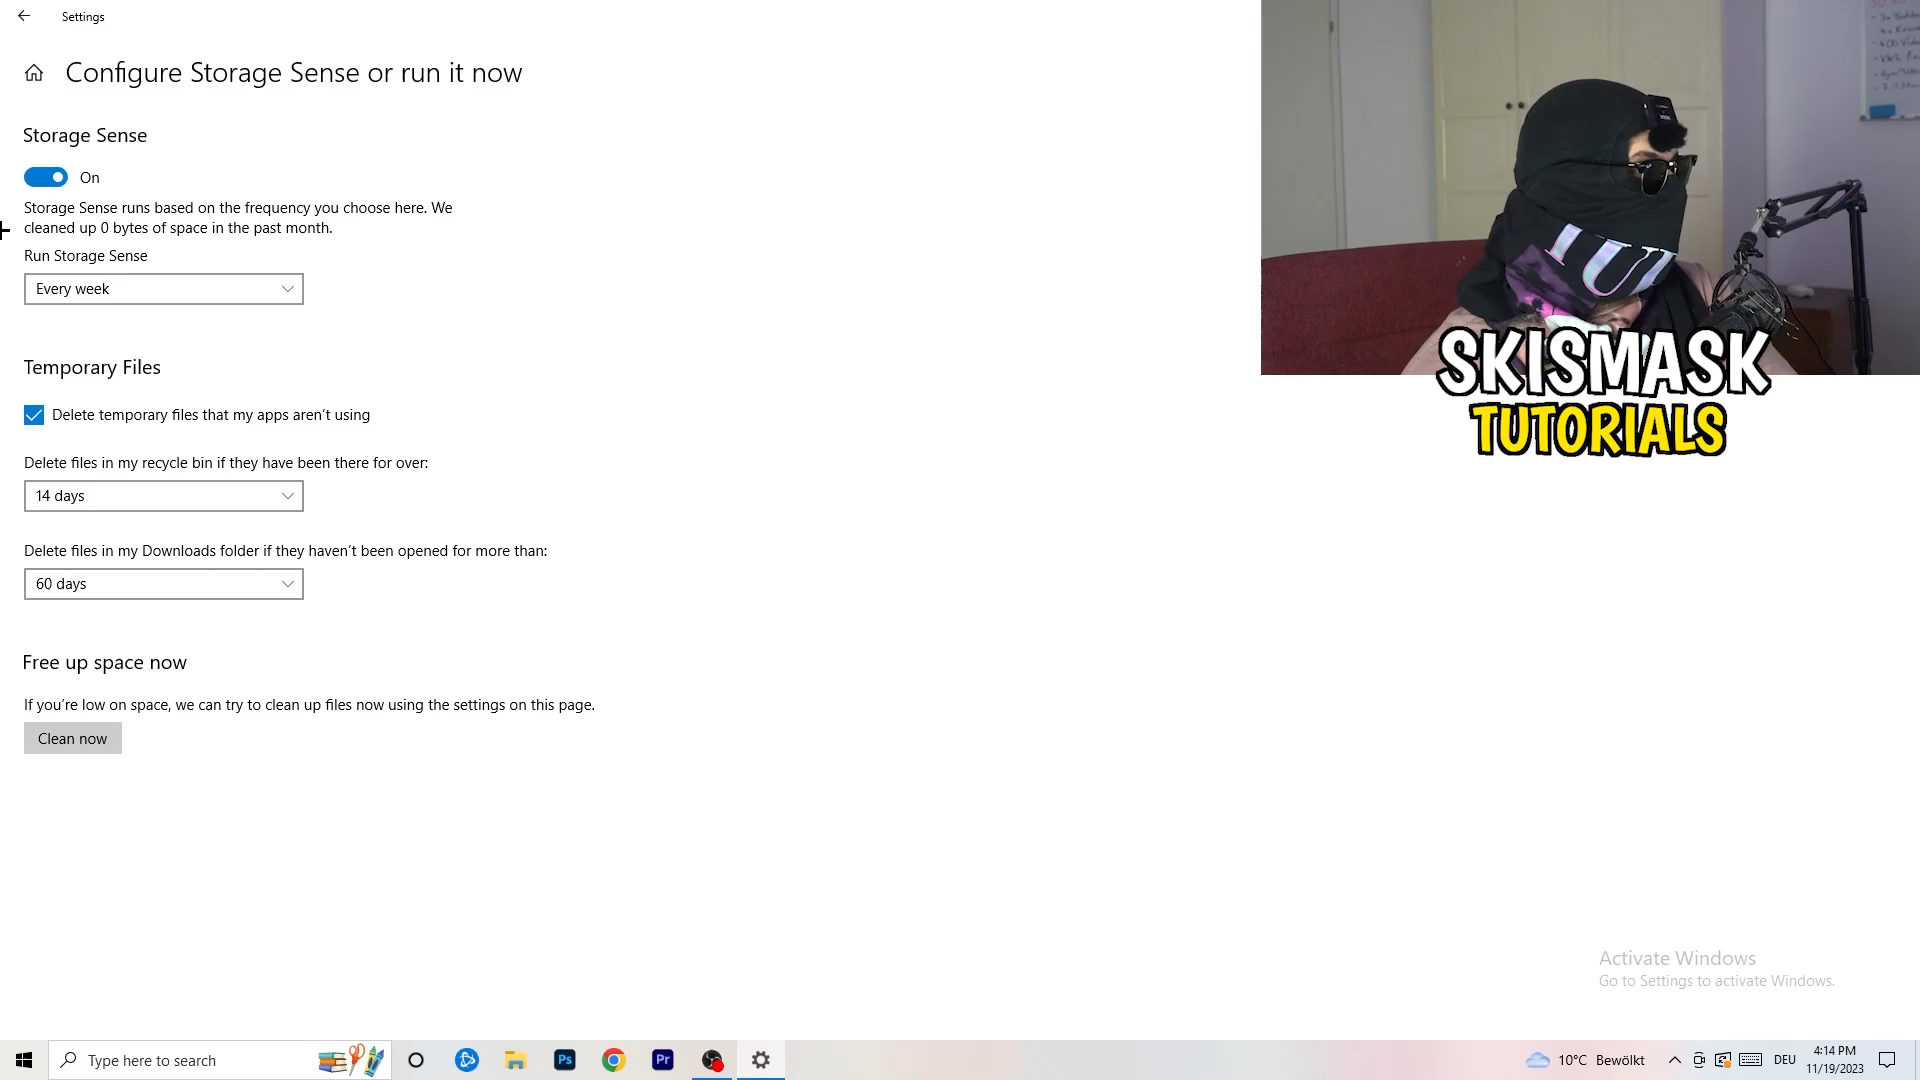 Settings
Configure Storage Sense or run it now
Storage Sense
On
Storage Sense runs based on the frequency you choose here. We
cleaned up 0 bytes of space in the past month.
Run Storage Sense
Every week
Temporary Files
Delete temporary files that my apps aren't using
Delete files in my recycle bin if they have been there for over:
14 days
Delete files in my Downloads folder if they haven't been opened for more than:
60 days
Free up space now
If you're low on space, we can try to clean up files now using the settings on this page.
Clean now
SKISMASK
TUTORIALS
Activate Windows
Go to Settings to activate Windows.
Type here to search
Ps
Pr
10°C Bewölkt
DEU
4:14 PM
11/19/2023